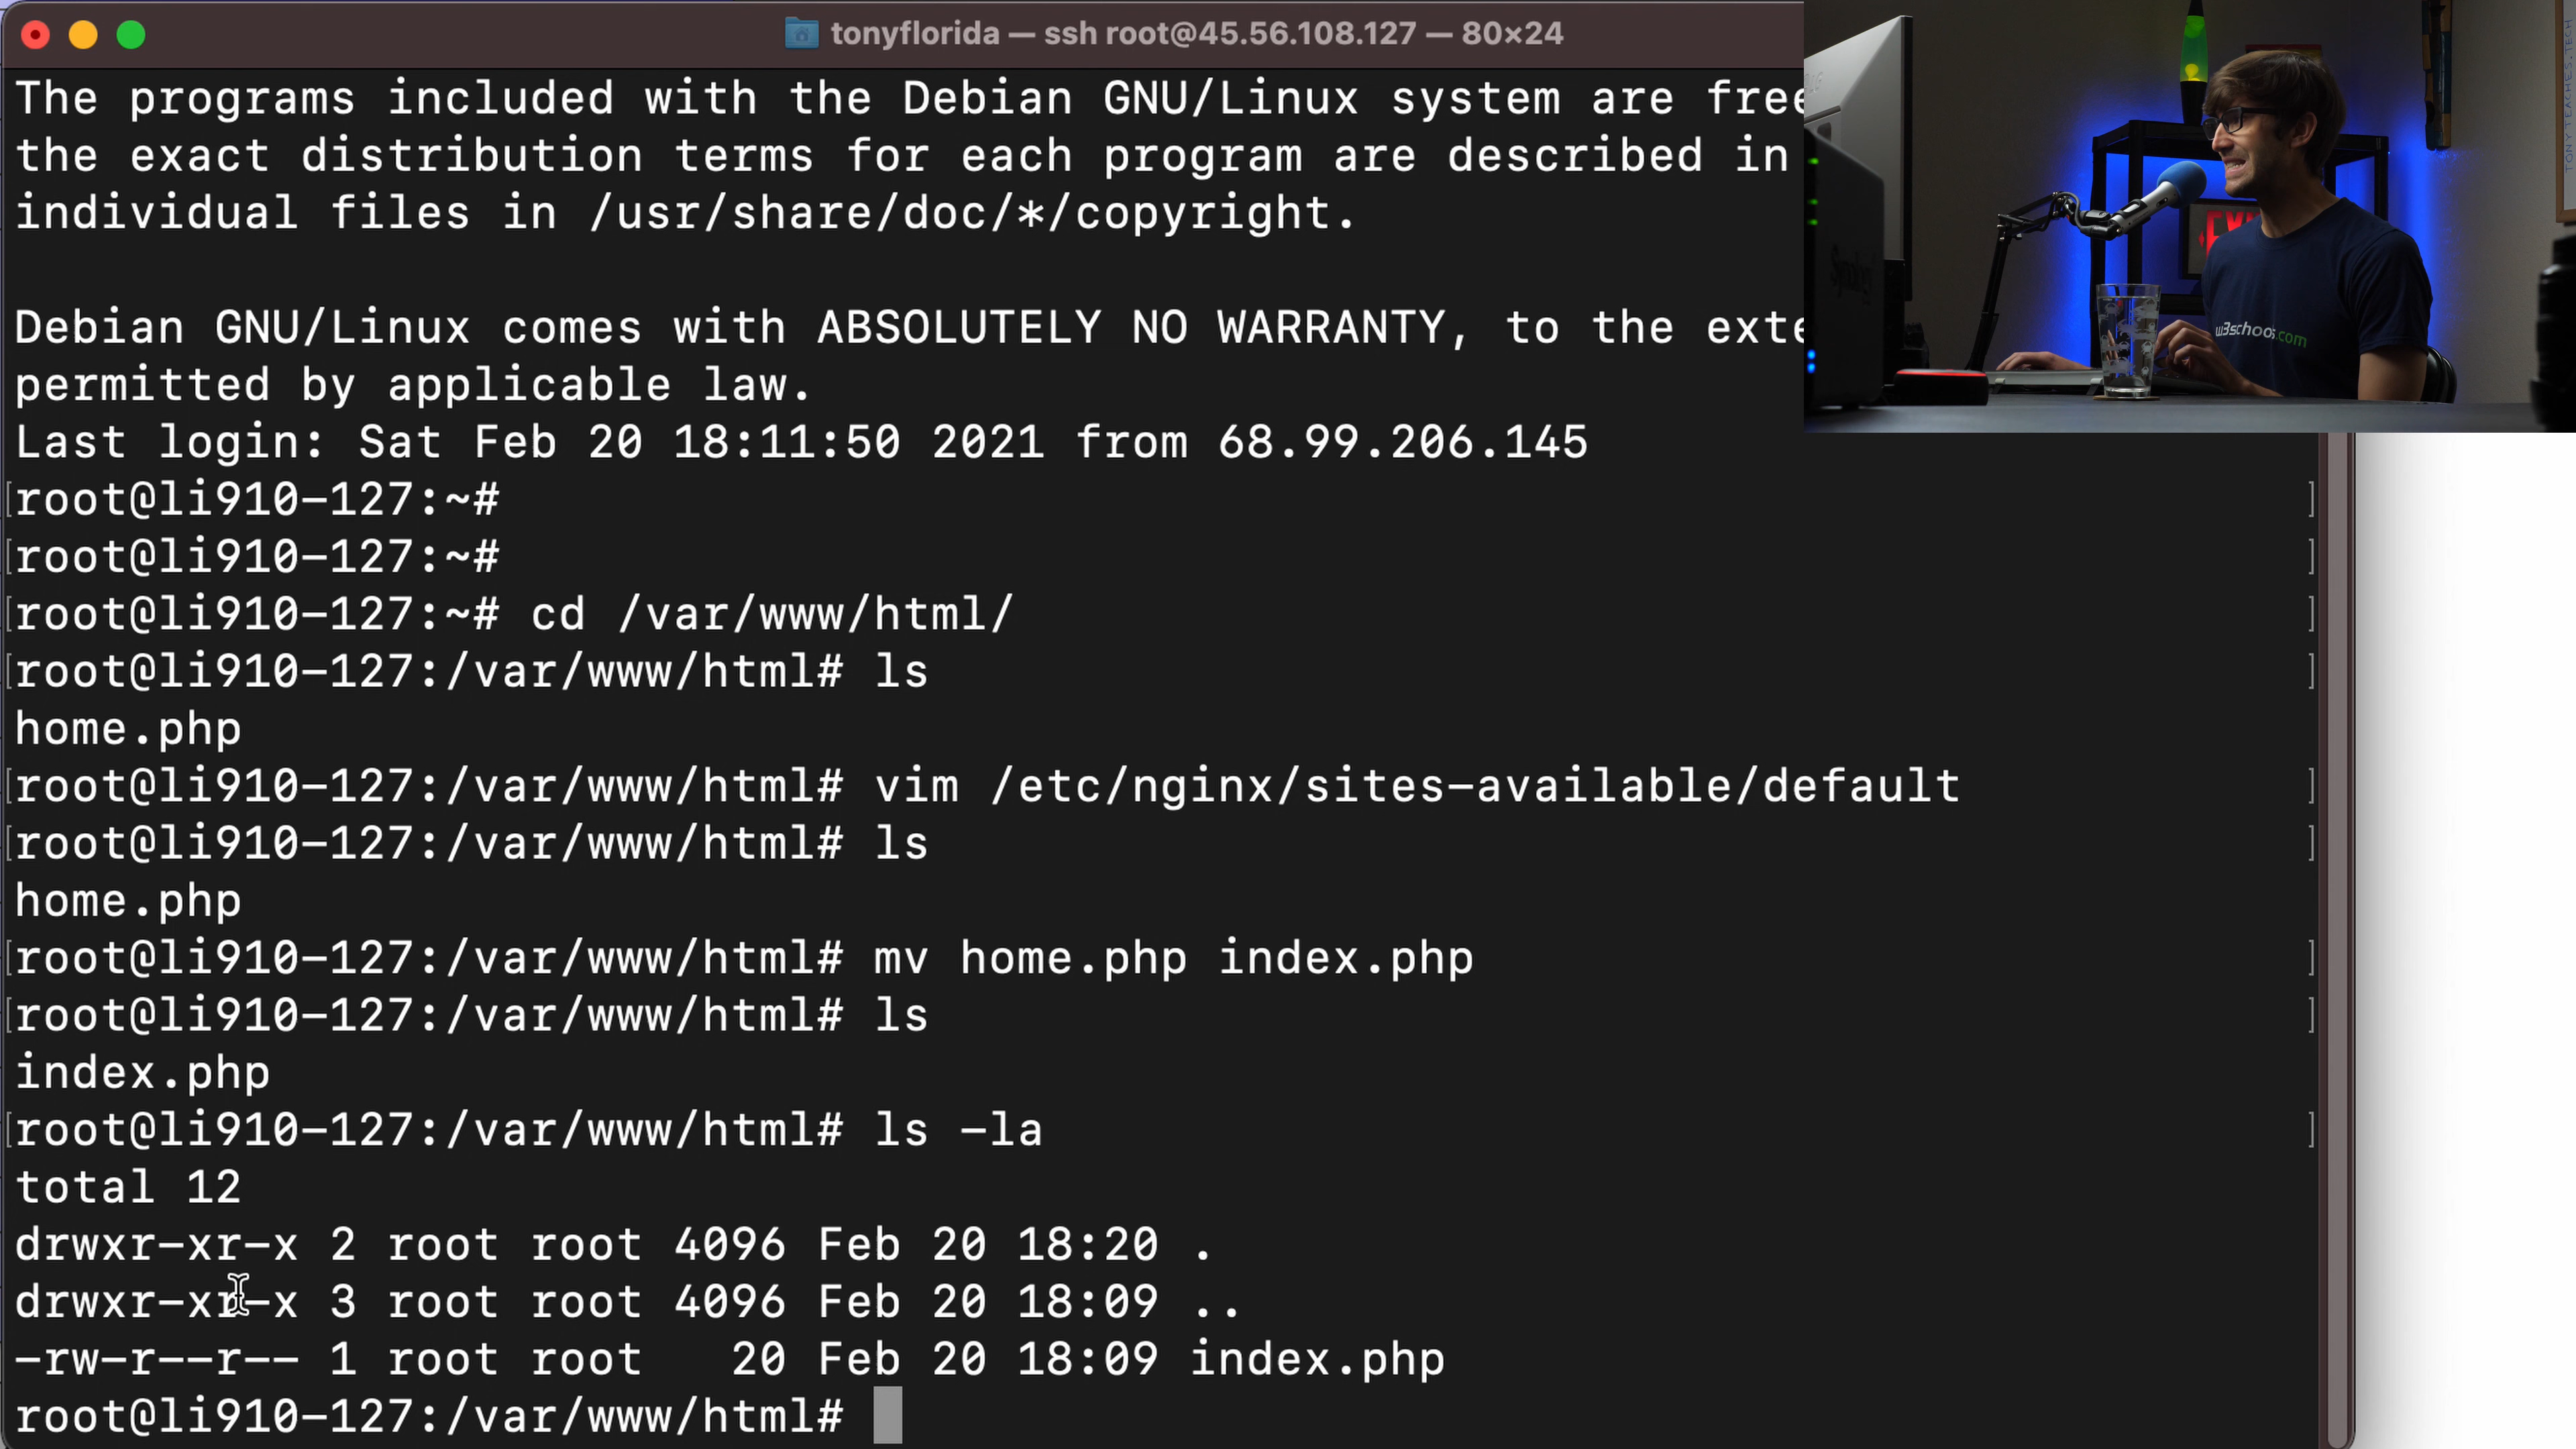 tonyflorida — ssh root@45.56.108.127 — 80×24
The programs included with the Debian GNU/Linux system are free
the exact distribution terms for each program are described in
individual files in /usr/share/doc/*/copyright.
Debian GNU/Linux comes with ABSOLUTELY NO WARRANTY, to the exte
permitted by applicable law.
Last login: Sat Feb 20 18:11:50 2021 from 68.99.206.145
[root@li910-127:~# ]
[root@li910-127:~# ]
[root@li910-127:~# cd /var/www/html/ ]
[root@li910-127:/var/www/html# ls ]
home.php
[root@li910-127:/var/www/html# vim /etc/nginx/sites-available/default ]
[root@li910-127:/var/www/html# ls ]
home.php
[root@li910-127:/var/www/html# mv home.php index.php ]
[root@li910-127:/var/www/html# ls ]
index.php
[root@li910-127:/var/www/html# ls -la ]
total 12
drwxr-xr-x 2 root root 4096 Feb 20 18:20 .
drwxr-xr-x 3 root root 4096 Feb 20 18:09 ..
-rw-r--r-- 1 root root   20 Feb 20 18:09 index.php
root@li910-127:/var/www/html#
TONYTEACHES.TECH
w3schools.com